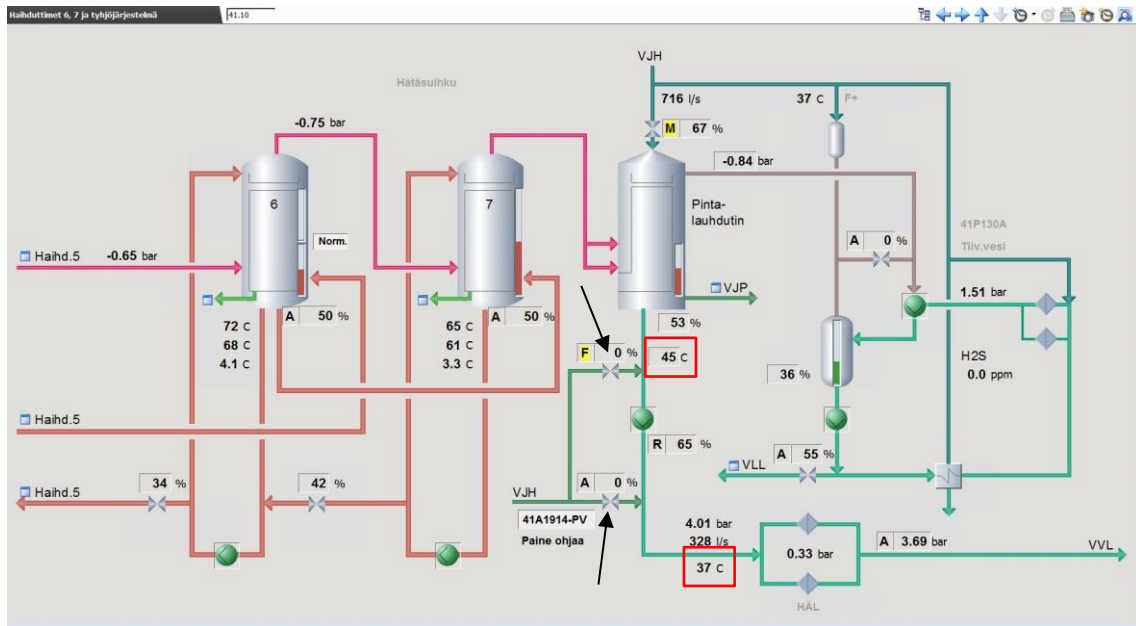 Haihduttimet 6, 7 ja tyhjöjärjestelmä
41.10
VJH
Hätäsuihku
716 l/s
37 C
F+
-0.75 bar
M 67 %
-0.84 bar
6
7
Pinta-
lauhdutin
41P130A
Tiiv.vesi
Norm.
A 0 %
Haihd.5
-0.65 bar
VJP
1.51 bar
A 50 %
A 50 %
53 %
72 C
68 C
4.1 C
65 C
61 C
3.3 C
F 0 %
45 C
H2S
0.0 ppm
36 %
Haihd.5
R 65 %
A 55 %
VLL
Haihd.5
34 %
42 %
VJH
A 0 %
41A1914-PV
Paine ohjaa
4.01 bar
328 l/s
37 C
0.33 bar
A 3.69 bar
VVL
HÄL